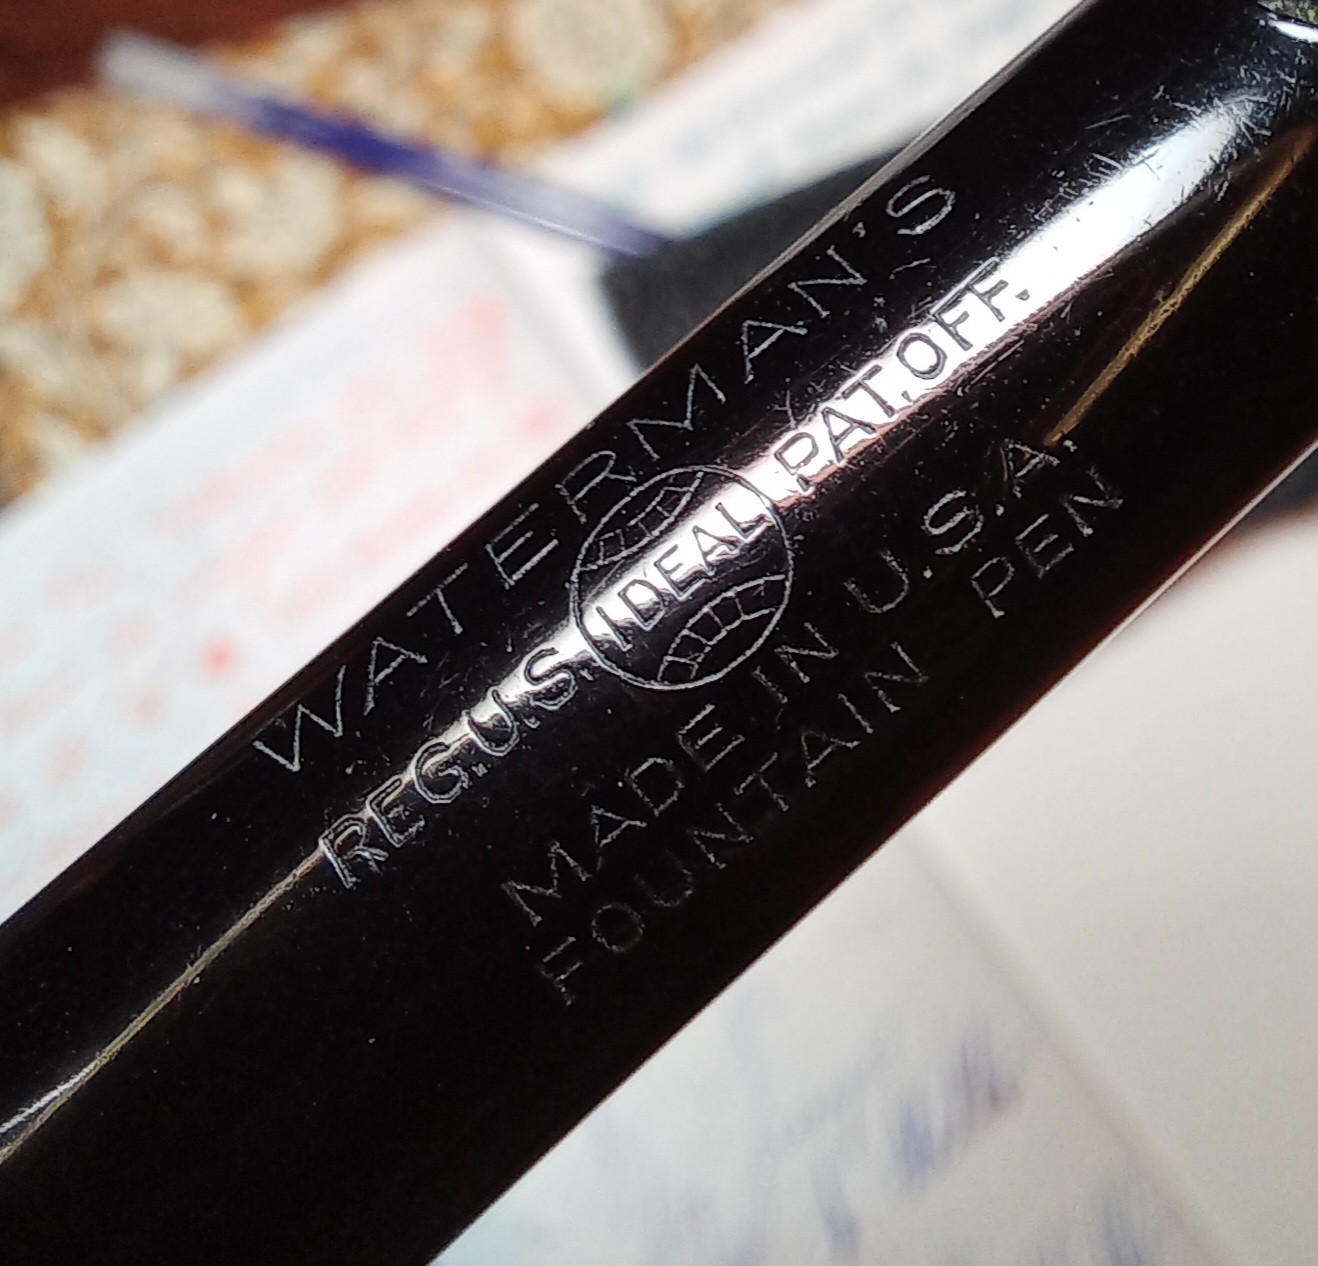 WATERMAN'S
REG.U.S. IDEAL PAT.OFF.
MADE IN U.S.A.
FOUNTAIN PEN